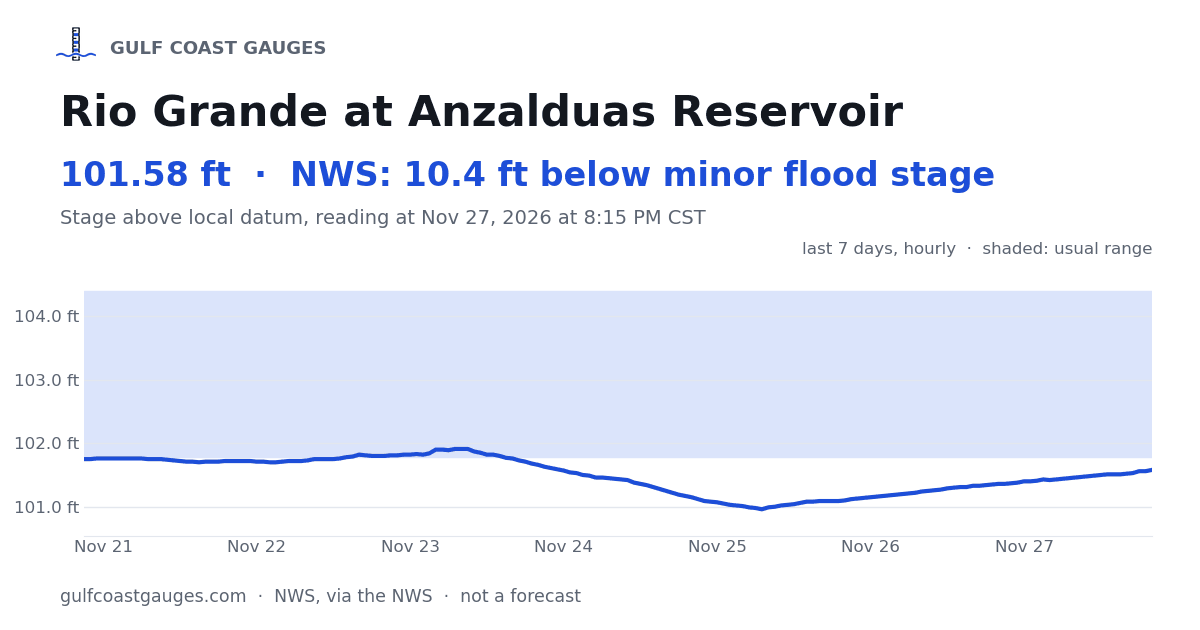 GULF COAST GAUGES
Rio Grande at Anzalduas Reservoir
101.58 ft · NWS: 10.4 ft below minor flood stage
Stage above local datum, reading at Nov 27, 2026 at 8:15 PM CST
last 7 days, hourly · shaded: usual range
104.0 ft
103.0 ft
102.0 ft
101.0 ft
Nov 21 Nov 22 Nov 23 Nov 24 Nov 25 Nov 26 Nov 27
gulfcoastgauges.com · NWS, via the NWS · not a forecast